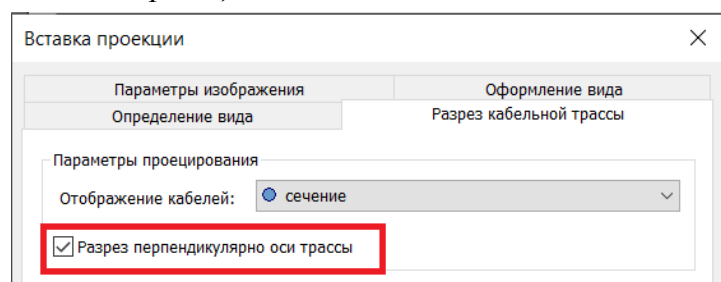 Вставка проекции
Параметры изображения
Оформление вида
Определение вида
Разрез кабельной трассы
Параметры проецирования
Отображение кабелей:
сечение
Разрез перпендикулярно оси трассы